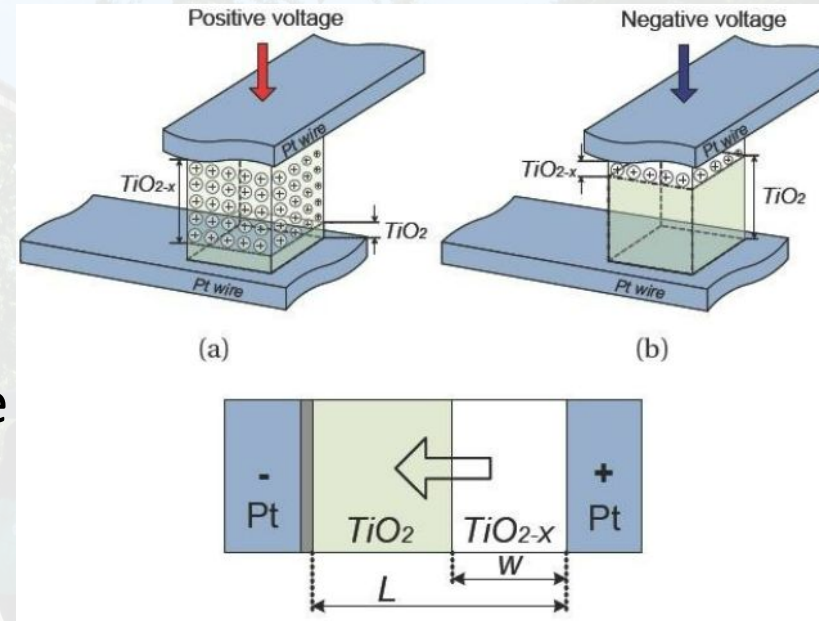 Positive voltage
Negative voltage
Pt wire
TiO2-x
TiO2
Pt wire
Pt wire
TiO2-x
TiO2
Pt wire
(a)
(b)
e
- Pt
TiO2
TiO2-x
+ Pt
w
L